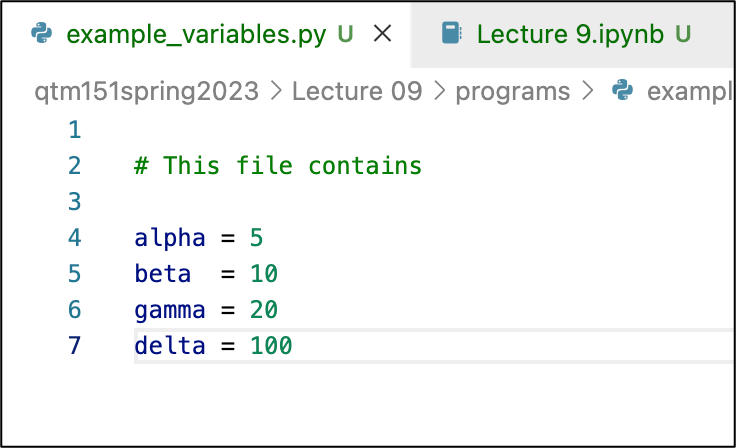 example_variables.py U
Lecture 9.ipynb U
qtm151spring2023 > Lecture 09 > programs > exampl
1
2 # This file contains
3
4 alpha = 5
5 beta  = 10
6 gamma = 20
7 delta = 100